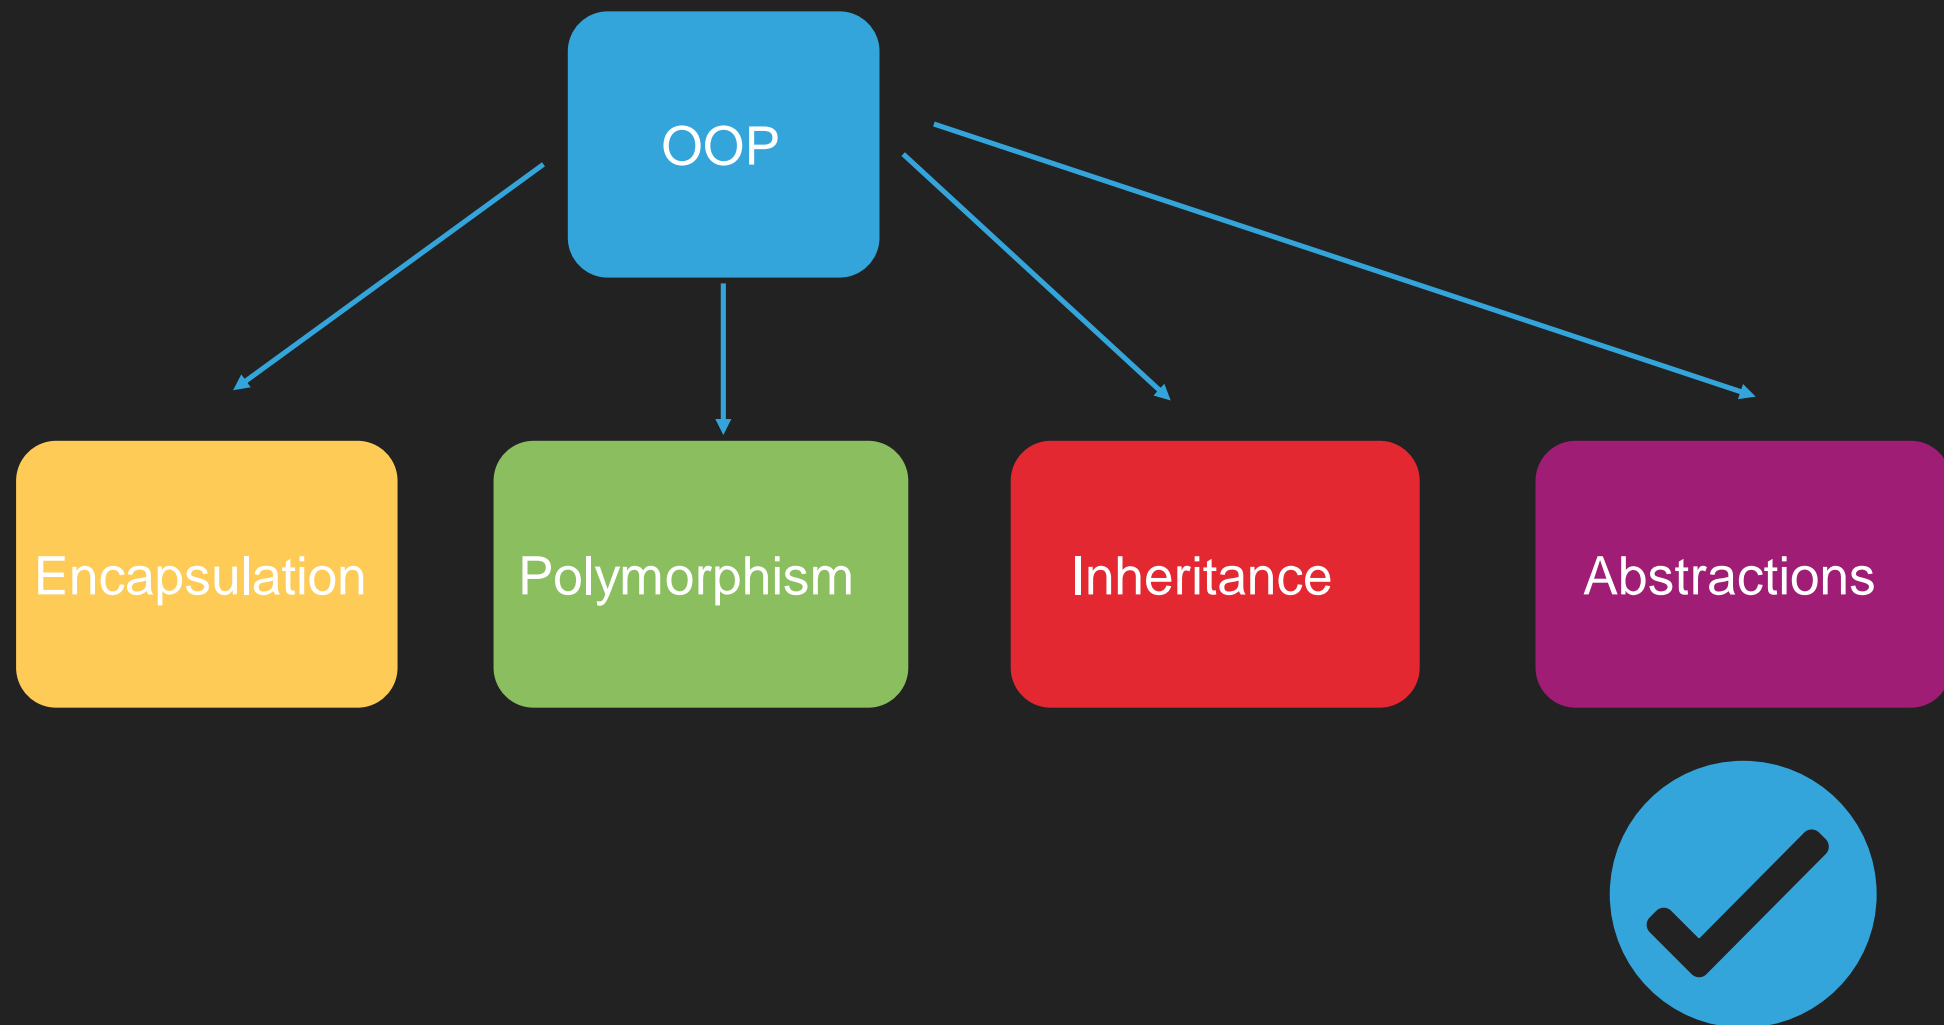 OOP
Encapsulation
Polymorphism
Inheritance
Abstractions